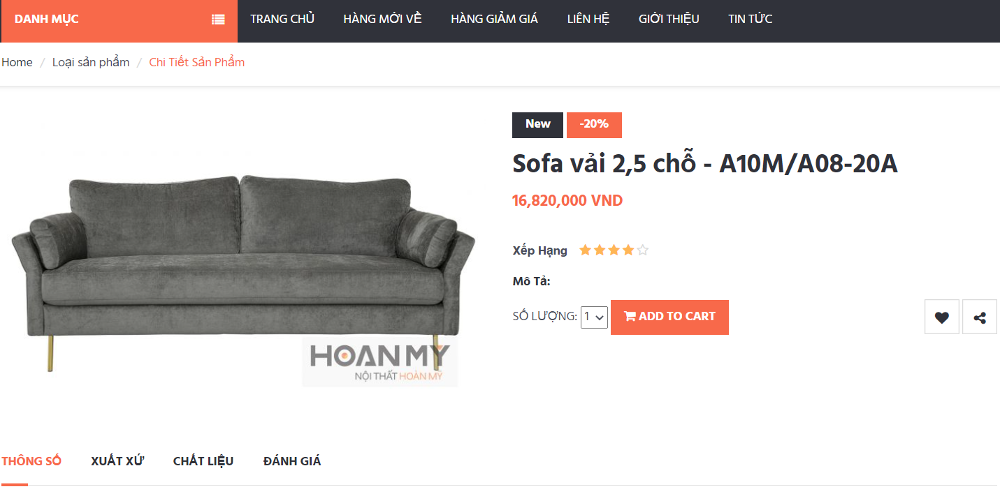 DANH MỤC TRANG CHỦ HÀNG MỚI VỀ HÀNG GIẢM GIÁ LIÊN HỆ GIỚI THIỆU TIN TỨC
Home / Loại sản phẩm / Chi Tiết Sản Phẩm
New -20%
Sofa vải 2,5 chỗ - A10M/A08-20A
16,820,000 VND
Xếp Hạng
Mô Tả:
SỐ LƯỢNG: 1 ADD TO CART
HOAN MY
NỘI THẤT HOÀN MỸ
THÔNG SỐ XUẤT XỨ CHẤT LIỆU ĐÁNH GIÁ